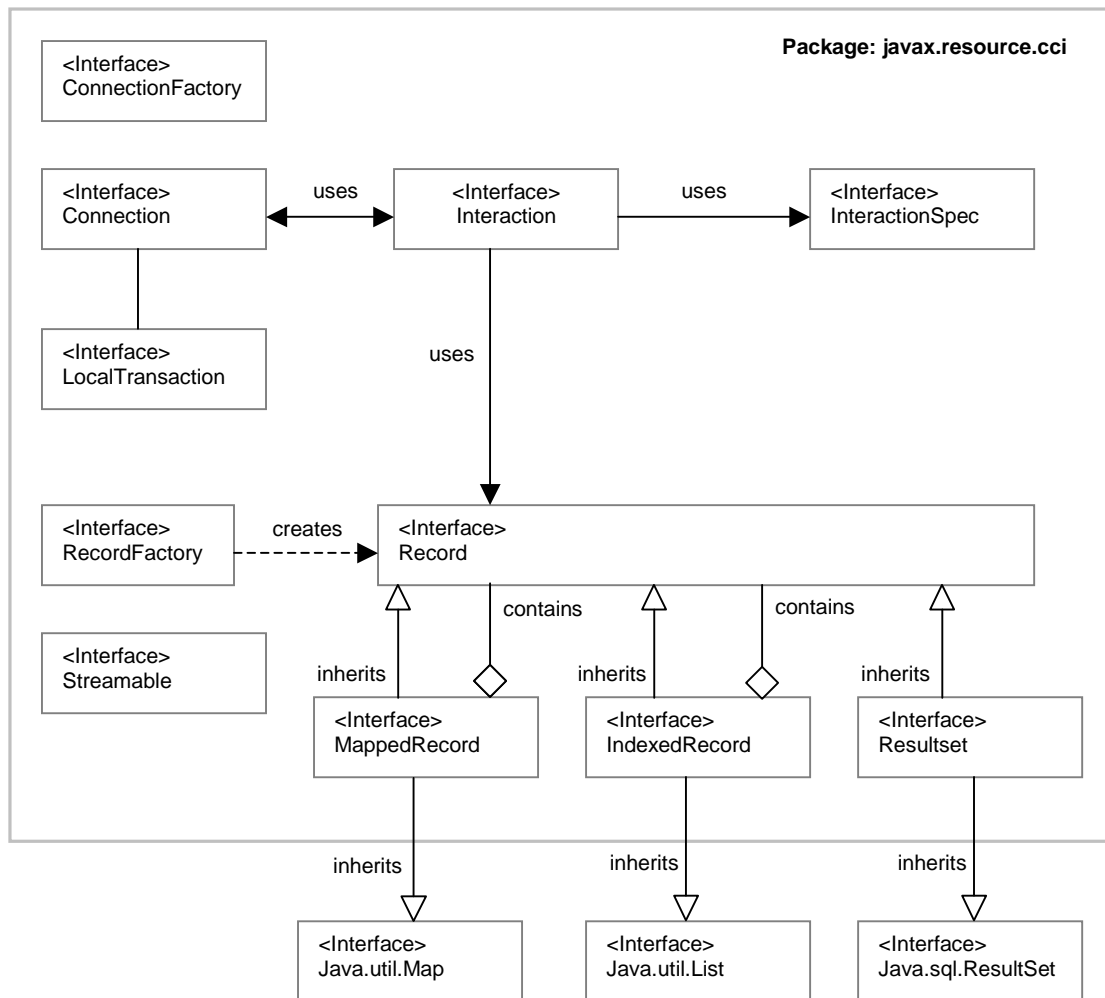 Package: javax.resource.cci
<Interface>
ConnectionFactory
<Interface>
Connection
uses
<Interface>
Interaction
uses
<Interface>
InteractionSpec
<Interface>
LocalTransaction
uses
<Interface>
RecordFactory
creates
<Interface>
Record
contains
contains
<Interface>
Streamable
inherits
inherits
inherits
<Interface>
MappedRecord
<Interface>
IndexedRecord
<Interface>
Resultset
inherits
inherits
inherits
<Interface>
Java.util.Map
<Interface>
Java.util.List
<Interface>
Java.sql.ResultSet